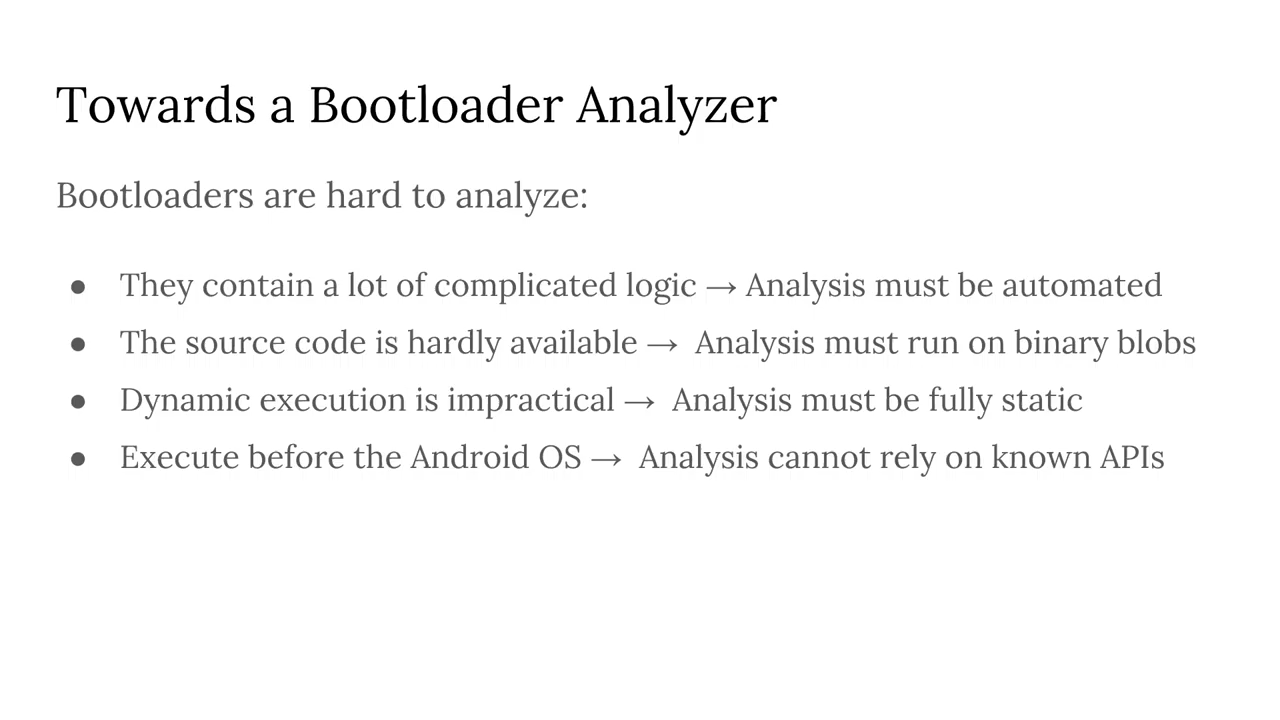 Towards a Bootloader Analyzer
Bootloaders are hard to analyze:
● They contain a lot of complicated logic → Analysis must be automated
● The source code is hardly available → Analysis must run on binary blobs
● Dynamic execution is impractical → Analysis must be fully static
● Execute before the Android OS → Analysis cannot rely on known APIs